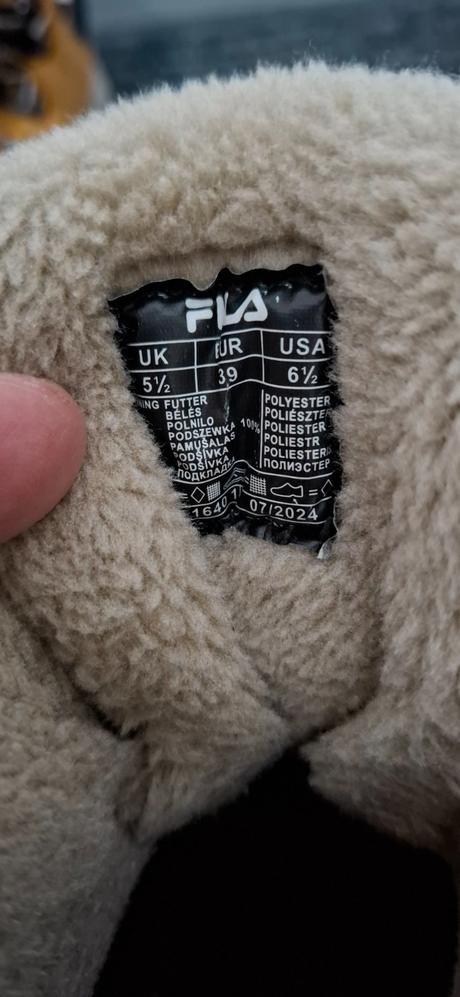 FILA
UK EUR USA
5½ 39 6½
FUTTER POLYESTER
BÉLÉS POLIÉSZTER
POLNILO POLIESTER
PODSZEWKA 100% POLIESTR
PAMUŠALAS POLIESTERIS
PODŠÍVKA ПОЛИЭСТЕР
PODŠÍVKA
ПОДКЛАДКА
07/2024